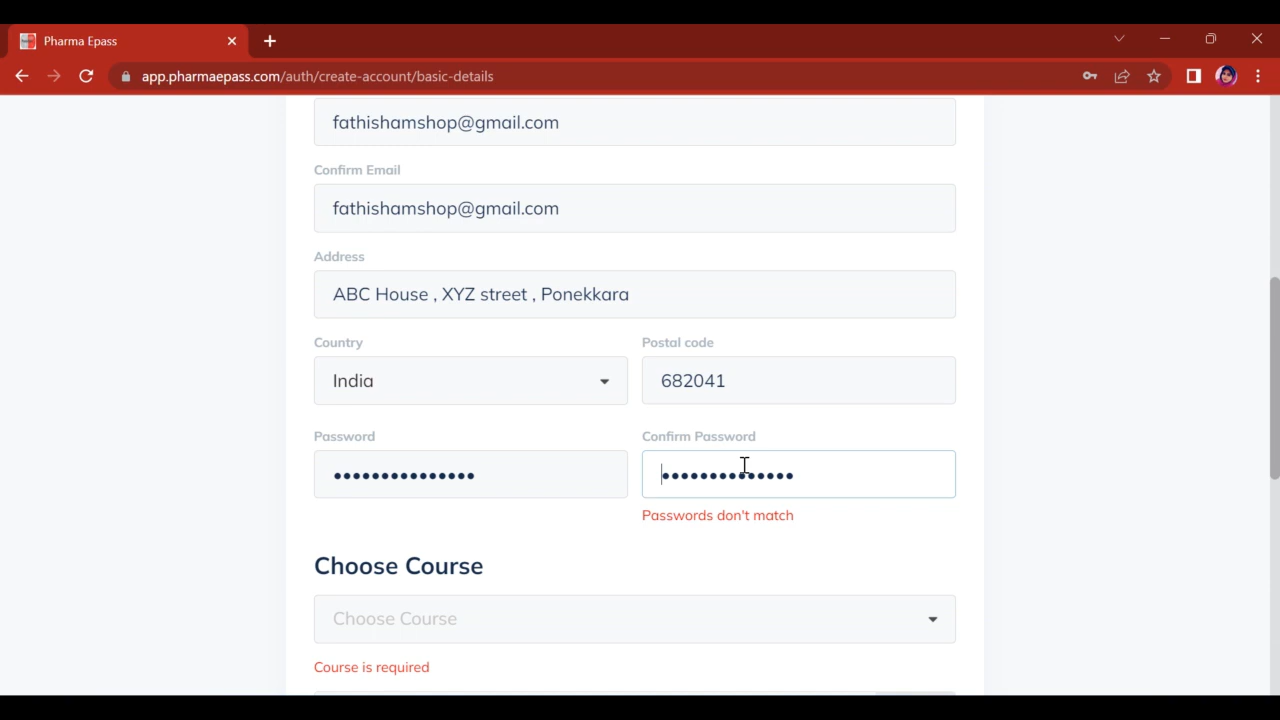 Pharma Epass
app.pharmaepass.com/auth/create-account/basic-details
fathishamshop@gmail.com
Confirm Email
fathishamshop@gmail.com
Address
ABC House , XYZ street , Ponekkara
Country Postal code
India 682041
Password Confirm Password
••••••••••••••• ••••••••••••••
Passwords don't match
Choose Course
Choose Course
Course is required